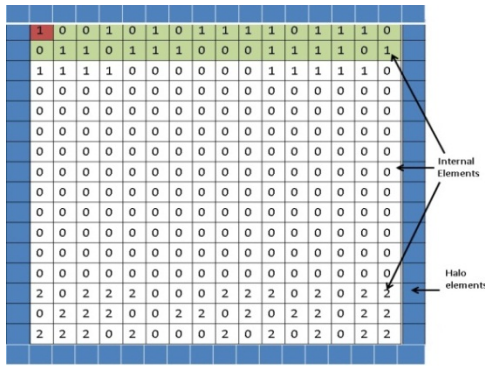 1 0 0 1 0 1 0 1 1 1 1 0 1 1 1 0
0 1 1 0 1 1 1 0 0 0 1 1 1 1 0 1
1 1 1 1 0 0 0 0 0 0 1 1 1 1 1 0
0 0 0 0 0 0 0 0 0 0 0 0 0 0 0 0
0 0 0 0 0 0 0 0 0 0 0 0 0 0 0 0
0 0 0 0 0 0 0 0 0 0 0 0 0 0 0 0
0 0 0 0 0 0 0 0 0 0 0 0 0 0 0 0
0 0 0 0 0 0 0 0 0 0 0 0 0 0 0 0
0 0 0 0 0 0 0 0 0 0 0 0 0 0 0 0
0 0 0 0 0 0 0 0 0 0 0 0 0 0 0 0
0 0 0 0 0 0 0 0 0 0 0 0 0 0 0 0
0 0 0 0 0 0 0 0 0 0 0 0 0 0 0 0
0 0 0 0 0 0 0 0 0 0 0 0 0 0 0 0
2 0 2 2 2 0 0 0 2 2 2 0 2 0 2 2
0 2 2 2 0 2 2 0 2 0 2 0 2 0 2 2
2 2 2 0 2 0 0 0 2 0 2 0 2 0 2 2
Internal
Elements
Halo
elements